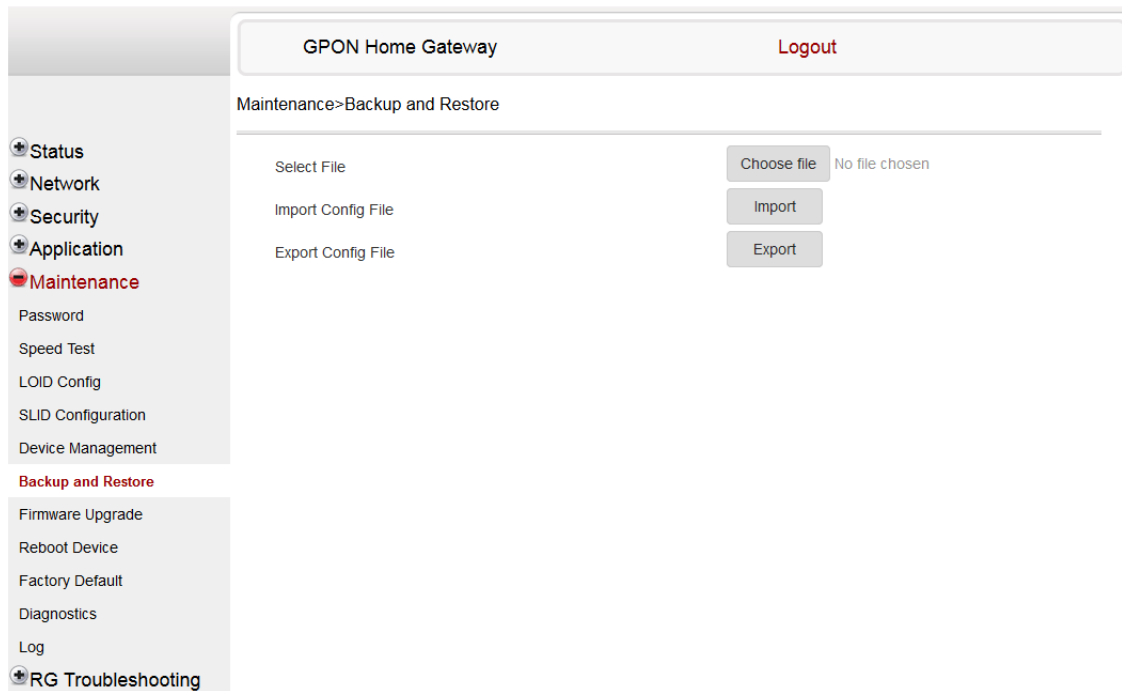 GPON Home Gateway
Logout
Maintenance>Backup and Restore
Status
Network
Security
Application
Maintenance
Password
Speed Test
LOID Config
SLID Configuration
Device Management
Backup and Restore
Firmware Upgrade
Reboot Device
Factory Default
Diagnostics
Log
RG Troubleshooting
Select File
Choose file No file chosen
Import Config File
Import
Export Config File
Export